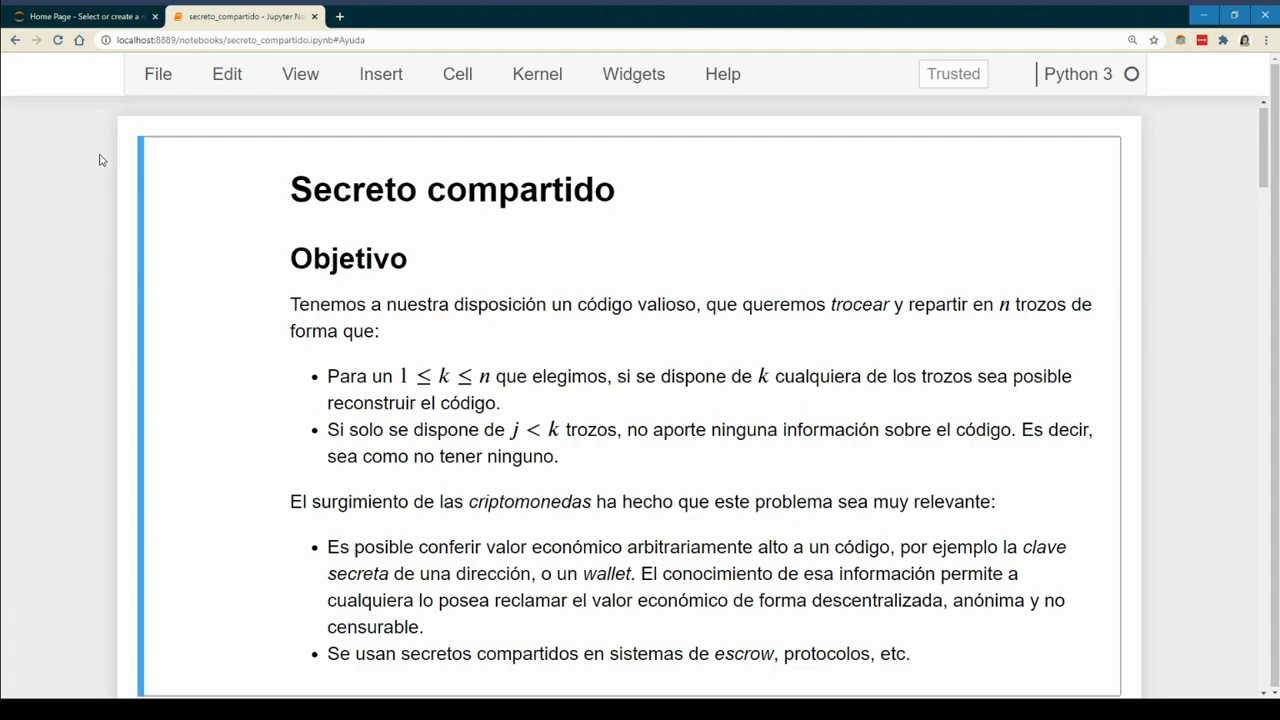 Home Page - Select or create a n
secreto_compartido - Jupyter No
localhost:8889/notebooks/secreto_compartido.ipynb#Ayuda
File Edit View Insert Cell Kernel Widgets Help Trusted Python 3
Secreto compartido
Objetivo
Tenemos a nuestra disposición un código valioso, que queremos trocear y repartir en n trozos de
forma que:
• Para un 1 ≤ k ≤ n que elegimos, si se dispone de k cualquiera de los trozos sea posible
reconstruir el código.
• Si solo se dispone de j < k trozos, no aporte ninguna información sobre el código. Es decir,
sea como no tener ninguno.
El surgimiento de las criptomonedas ha hecho que este problema sea muy relevante:
• Es posible conferir valor económico arbitrariamente alto a un código, por ejemplo la clave
secreta de una dirección, o un wallet. El conocimiento de esa información permite a
cualquiera lo posea reclamar el valor económico de forma descentralizada, anónima y no
censurable.
• Se usan secretos compartidos en sistemas de escrow, protocolos, etc.